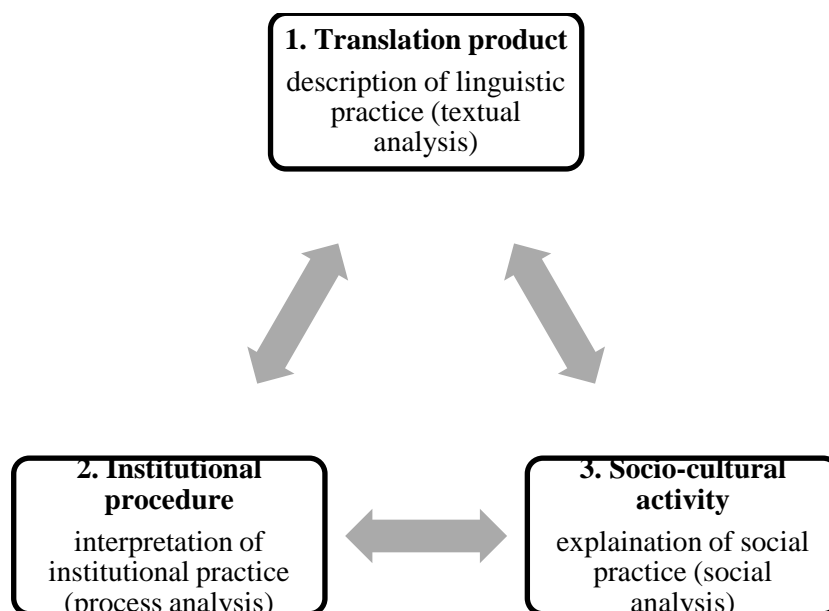 1. Translation product
description of linguistic
practice (textual
analysis)
2. Institutional
procedure
interpretation of
institutional practice
(process analysis)
3. Socio-cultural
activity
explaination of social
practice (social
analysis)